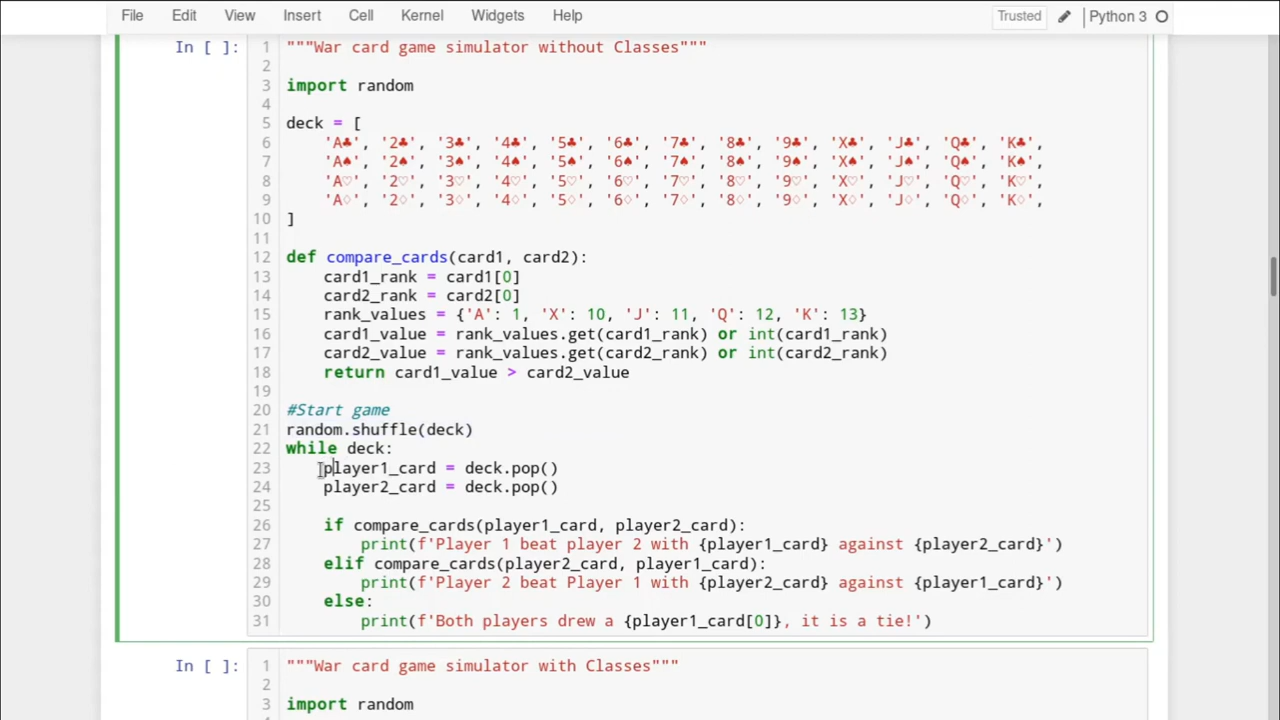 File Edit View Insert Cell Kernel Widgets Help Trusted Python 3
In [ ]: 1 """War card game simulator without Classes"""
2
3 import random
4
5 deck = [
6 'A♣', '2♣', '3♣', '4♣', '5♣', '6♣', '7♣', '8♣', '9♣', 'X♣', 'J♣', 'Q♣', 'K♣',
7 'A♠', '2♠', '3♠', '4♠', '5♠', '6♠', '7♠', '8♠', '9♠', 'X♠', 'J♠', 'Q♠', 'K♠',
8 'A♡', '2♡', '3♡', '4♡', '5♡', '6♡', '7♡', '8♡', '9♡', 'X♡', 'J♡', 'Q♡', 'K♡',
9 'A♢', '2♢', '3♢', '4♢', '5♢', '6♢', '7♢', '8♢', '9♢', 'X♢', 'J♢', 'Q♢', 'K♢',
10 ]
11
12 def compare_cards(card1, card2):
13 card1_rank = card1[0]
14 card2_rank = card2[0]
15 rank_values = {'A': 1, 'X': 10, 'J': 11, 'Q': 12, 'K': 13}
16 card1_value = rank_values.get(card1_rank) or int(card1_rank)
17 card2_value = rank_values.get(card2_rank) or int(card2_rank)
18 return card1_value > card2_value
19
20 #Start game
21 random.shuffle(deck)
22 while deck:
23 player1_card = deck.pop()
24 player2_card = deck.pop()
25
26 if compare_cards(player1_card, player2_card):
27 print(f'Player 1 beat player 2 with {player1_card} against {player2_card}')
28 elif compare_cards(player2_card, player1_card):
29 print(f'Player 2 beat Player 1 with {player2_card} against {player1_card}')
30 else:
31 print(f'Both players drew a {player1_card[0]}, it is a tie!')
In [ ]: 1 """War card game simulator with Classes"""
2
3 import random